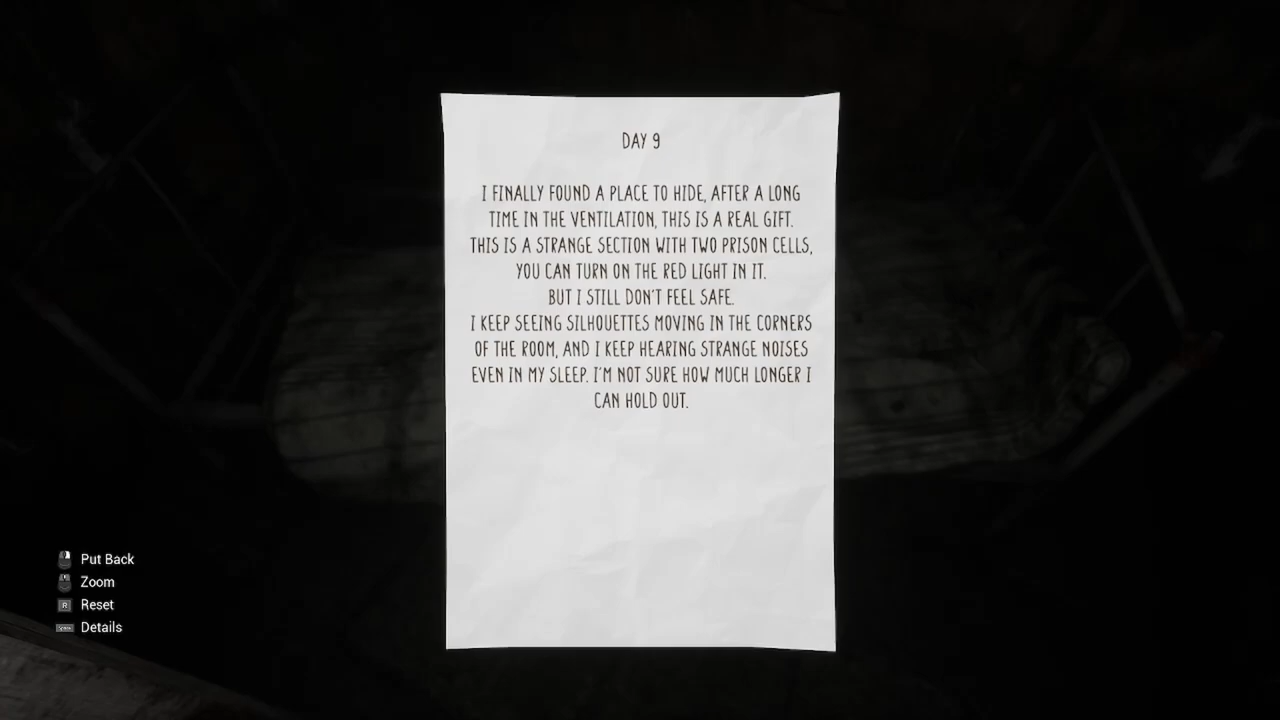 DAY 9
I FINALLY FOUND A PLACE TO HIDE, AFTER A LONG
TIME IN THE VENTILATION, THIS IS A REAL GIFT.
THIS IS A STRANGE SECTION WITH TWO PRISON CELLS,
YOU CAN TURN ON THE RED LIGHT IN IT.
BUT I STILL DON'T FEEL SAFE.
I KEEP SEEING SILHOUETTES MOVING IN THE CORNERS
OF THE ROOM, AND I KEEP HEARING STRANGE NOISES
EVEN IN MY SLEEP. I'M NOT SURE HOW MUCH LONGER I
CAN HOLD OUT.
Put Back
Zoom
R Reset
Space Details